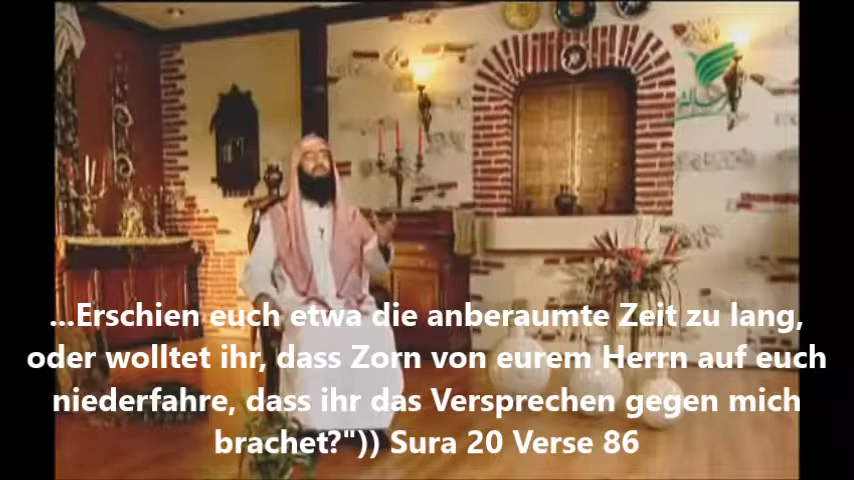 ...Erschien euch etwa die anberaumte Zeit zu lang,
oder wolltet ihr, dass Zorn von eurem Herrn auf euch
niederfahre, dass ihr das Versprechen gegen mich
brachet?")) Sura 20 Verse 86